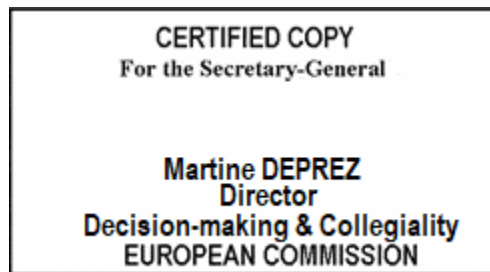 CERTIFIED COPY
For the Secretary-General
Martine DEPREZ
Director
Decision-making & Collegiality
EUROPEAN COMMISSION